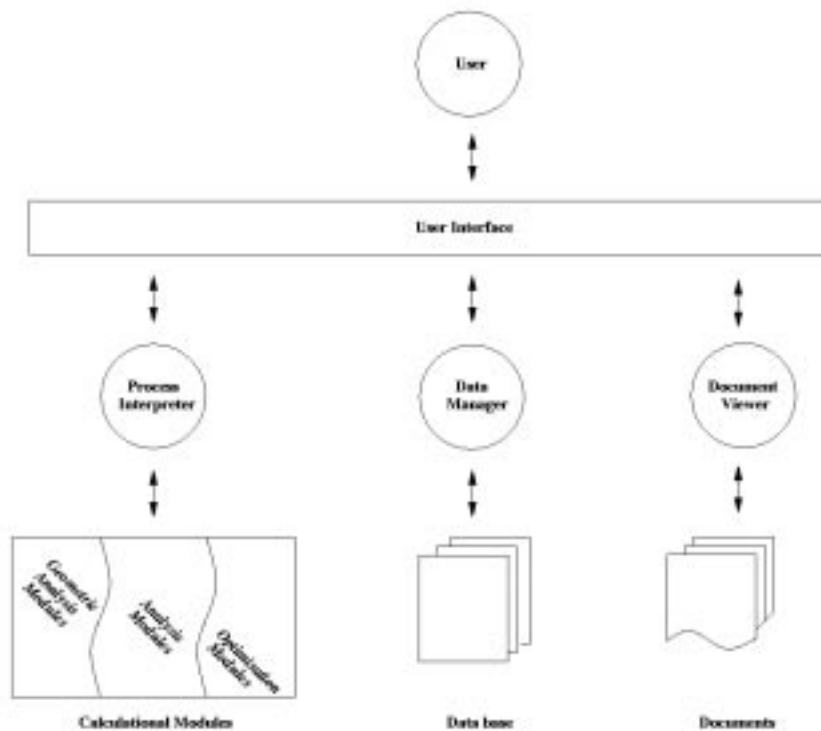 User
User Interface
Process
Interpreter
Data
Manager
Document
Viewer
Geometric
Analysis
Modules
Analysis
Modules
Optimization
Modules
Calculational Modules
Data base
Documents